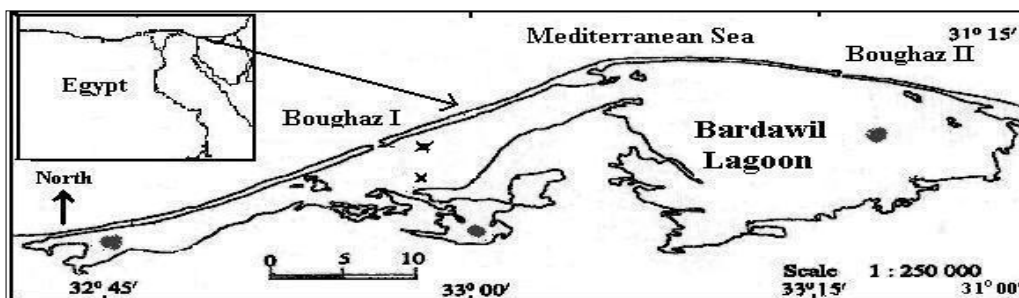 Mediterranean Sea
31° 15′
Boughaz II
Egypt
Boughaz I
Bardawil
Lagoon
North
0 5 10
Scale 1 : 250 000
32° 45′
33° 00′
33° 15′
31° 00′